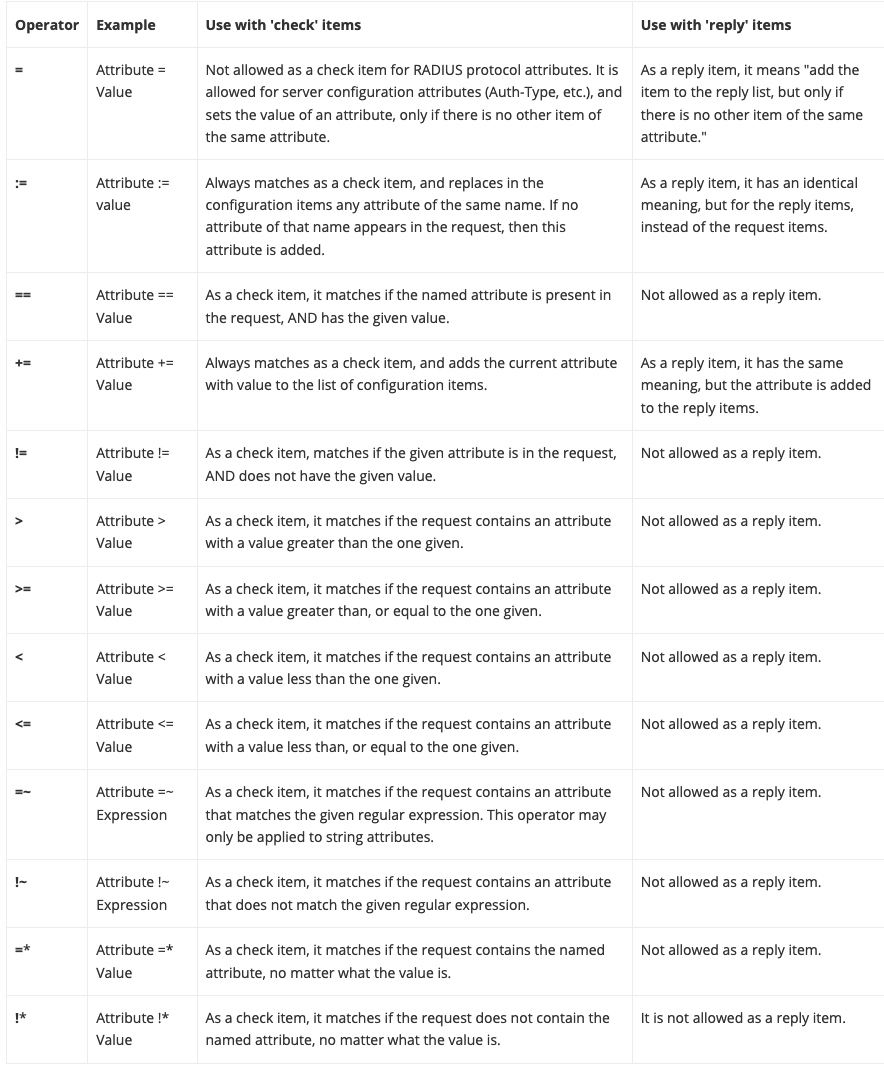 Operator Example Use with 'check' items Use with 'reply' items
= Attribute = Value
Not allowed as a check item for RADIUS protocol attributes. It is
allowed for server configuration attributes (Auth-Type, etc.), and
sets the value of an attribute, only if there is no other item of
the same attribute.
As a reply item, it means "add the
item to the reply list, but only if
there is no other item of the same
attribute."
:= Attribute := value
Always matches as a check item, and replaces in the
configuration items any attribute of the same name. If no
attribute of that name appears in the request, then this
attribute is added.
As a reply item, it has an identical
meaning, but for the reply items,
instead of the request items.
== Attribute == Value
As a check item, it matches if the named attribute is present in
the request, AND has the given value.
Not allowed as a reply item.
+= Attribute += Value
Always matches as a check item, and adds the current attribute
with value to the list of configuration items.
As a reply item, it has the same
meaning, but the attribute is added
to the reply items.
!= Attribute != Value
As a check item, matches if the given attribute is in the request,
AND does not have the given value.
Not allowed as a reply item.
> Attribute > Value
As a check item, it matches if the request contains an attribute
with a value greater than the one given.
Not allowed as a reply item.
>= Attribute >= Value
As a check item, it matches if the request contains an attribute
with a value greater than, or equal to the one given.
Not allowed as a reply item.
< Attribute < Value
As a check item, it matches if the request contains an attribute
with a value less than the one given.
Not allowed as a reply item.
<= Attribute <= Value
As a check item, it matches if the request contains an attribute
with a value less than, or equal to the one given.
Not allowed as a reply item.
=~ Attribute =~ Expression
As a check item, it matches if the request contains an attribute
that matches the given regular expression. This operator may
only be applied to string attributes.
Not allowed as a reply item.
!~ Attribute !~ Expression
As a check item, it matches if the request contains an attribute
that does not match the given regular expression.
Not allowed as a reply item.
=* Attribute =* Value
As a check item, it matches if the request contains the named
attribute, no matter what the value is.
Not allowed as a reply item.
!* Attribute !* Value
As a check item, it matches if the request does not contain the
named attribute, no matter what the value is.
It is not allowed as a reply item.